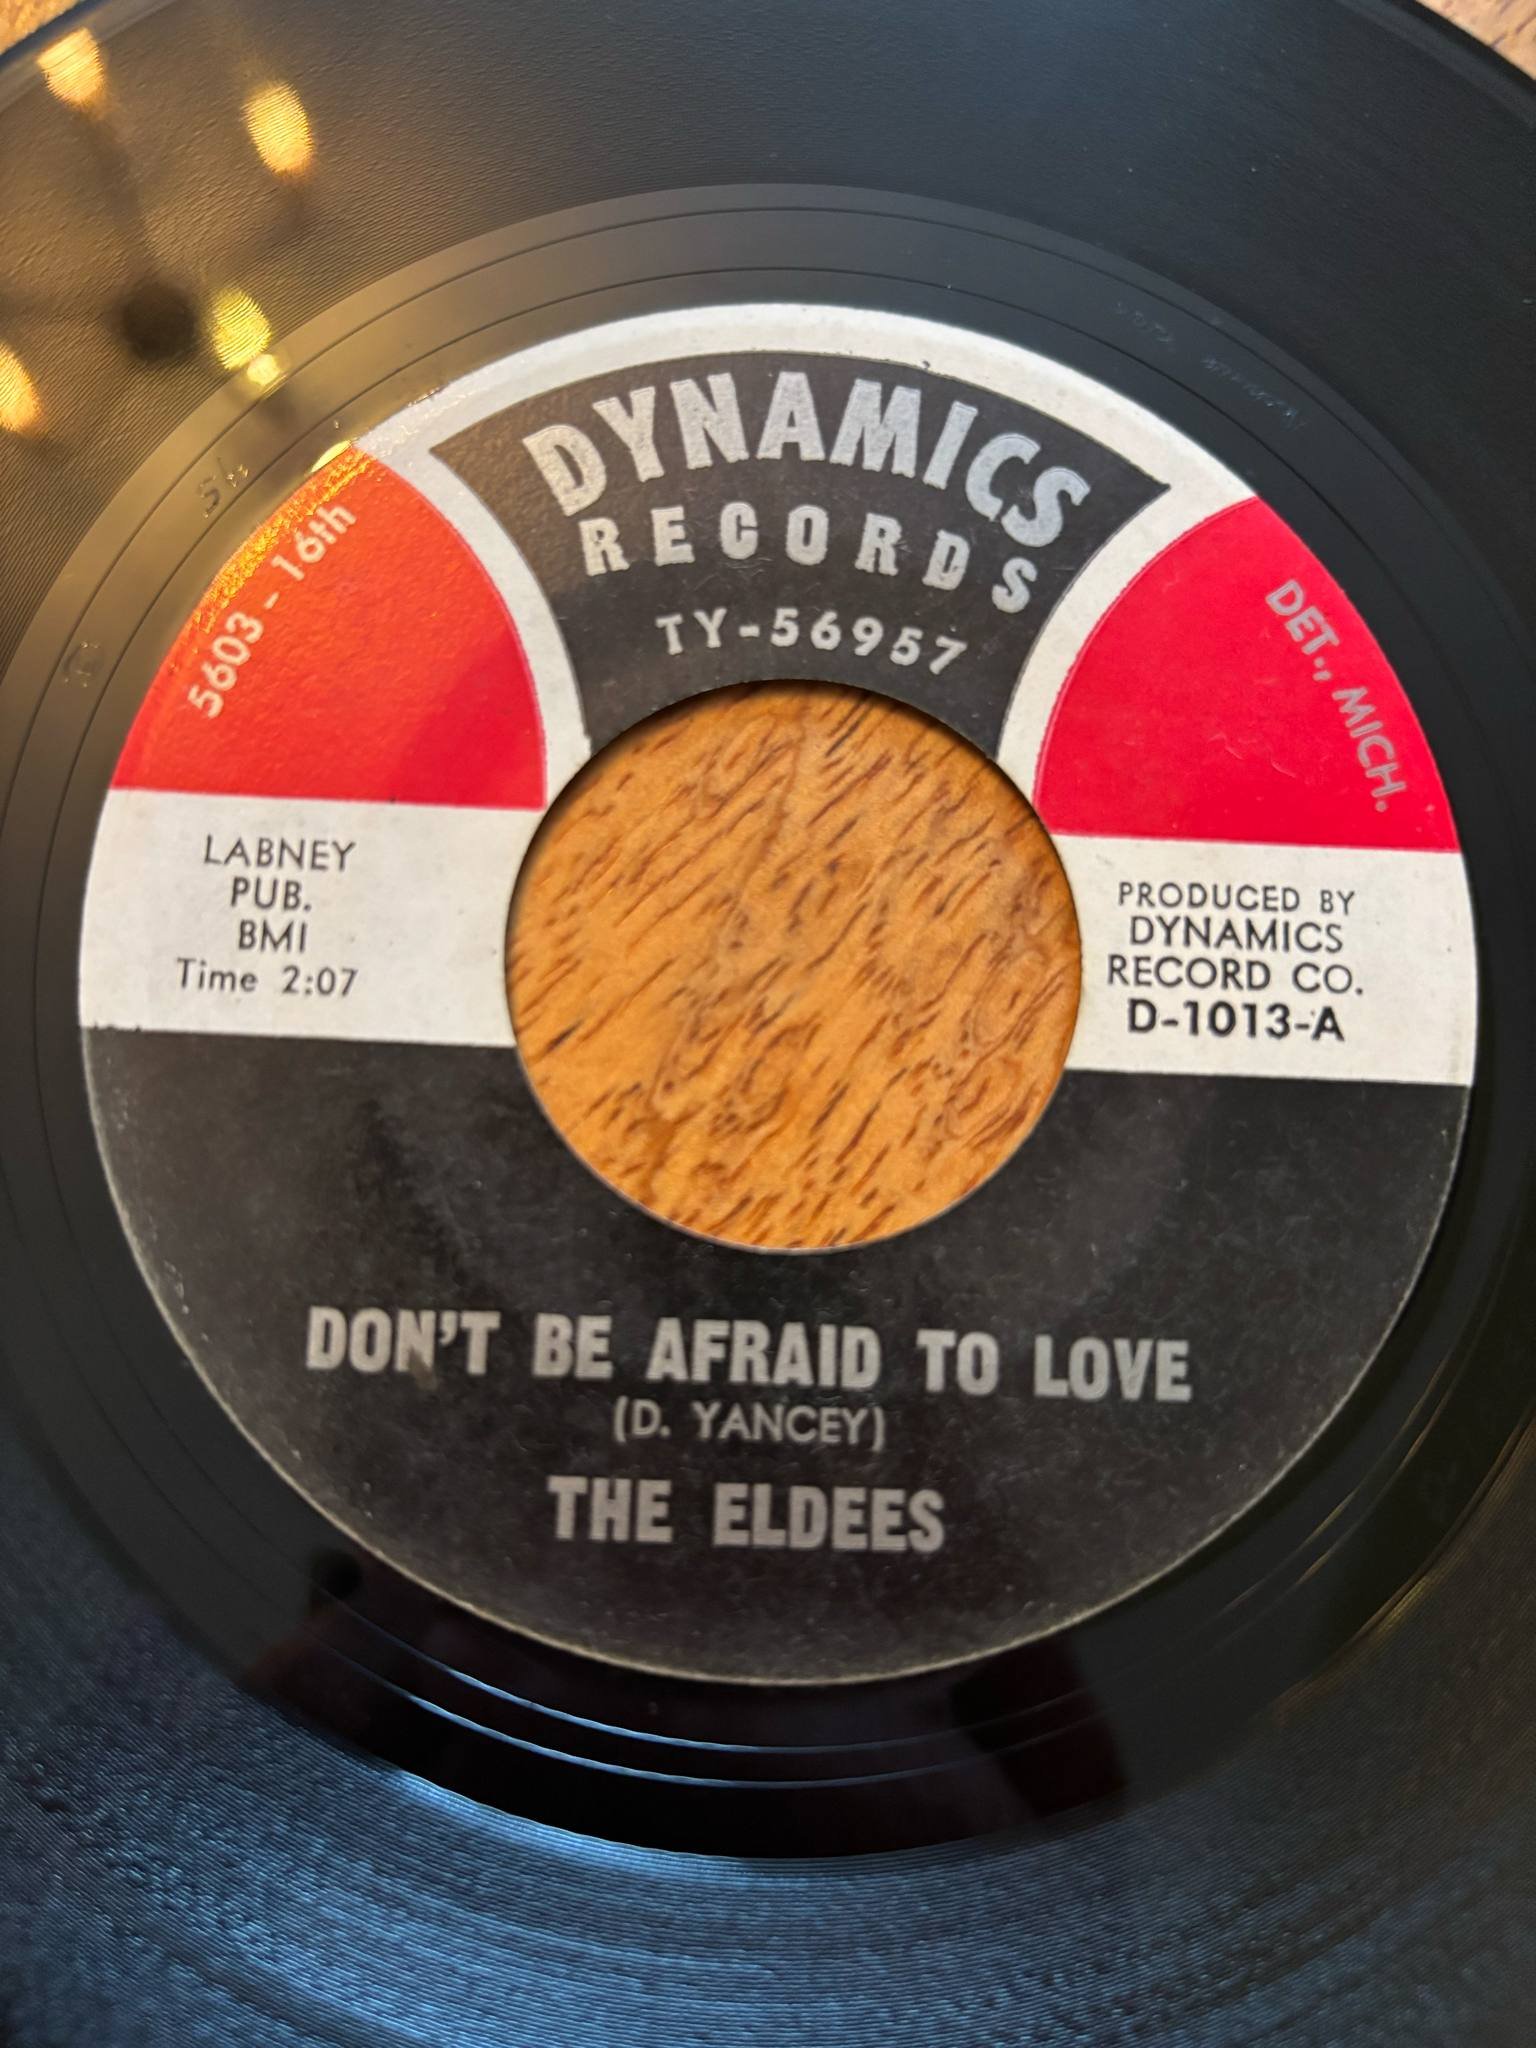 DYNAMICS
RECORDS
TY-56957
5603-16th
DET., MICH.
LABNEY
PUB.
BMI
Time 2:07
PRODUCED BY
DYNAMICS
RECORD CO.
D-1013-A
DON'T BE AFRAID TO LOVE
(D. YANCEY)
THE ELDEES